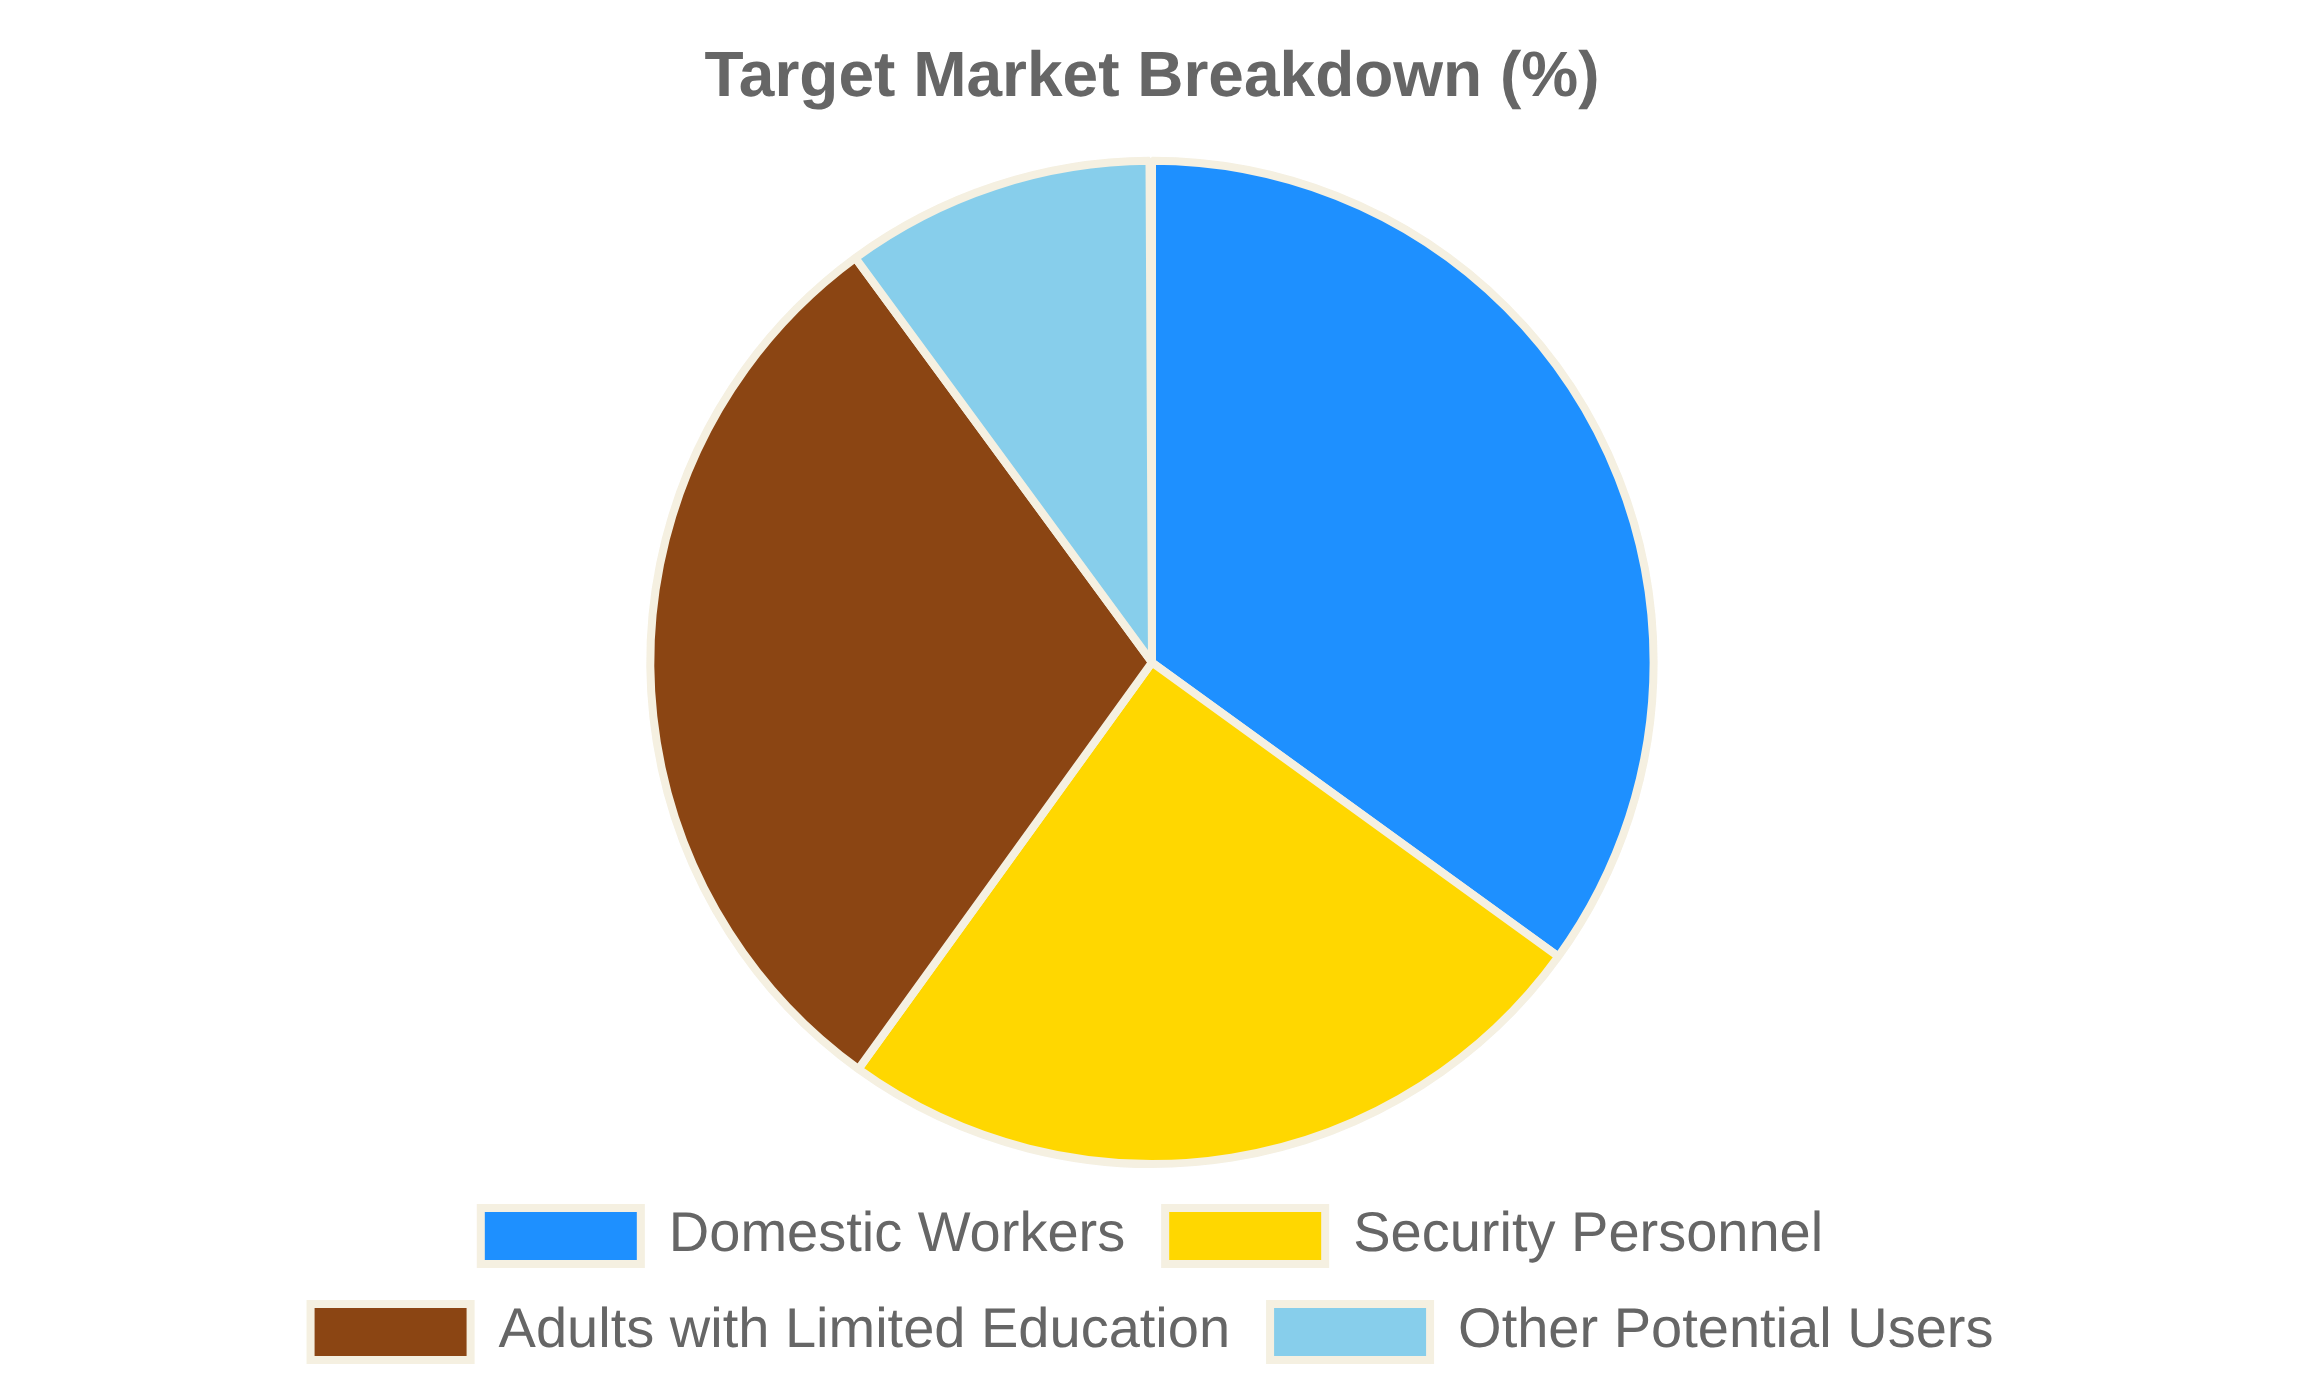 Target Market Breakdown (%)
Domestic Workers
Security Personnel
Adults with Limited Education
Other Potential Users